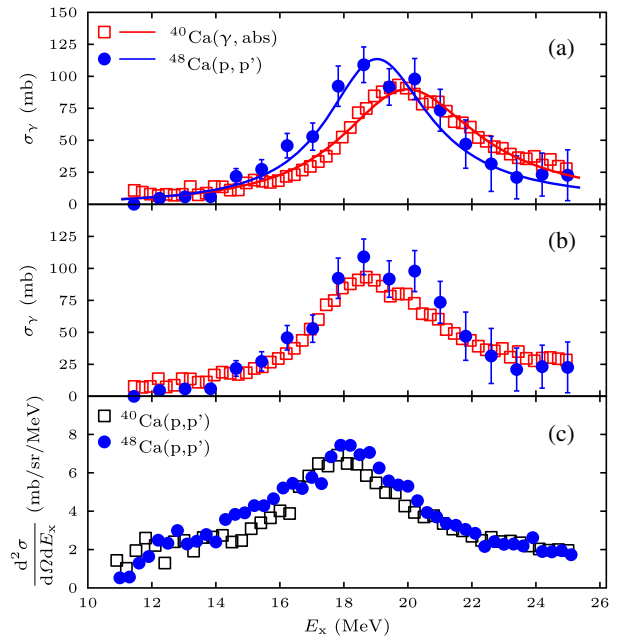 150
125
100
75
50
25
0
σγ (mb)
⁴⁰Ca(γ, abs)
⁴⁸Ca(p, p')
(a)
125
100
75
50
25
0
σγ (mb)
(b)
8
6
4
2
0
d²σ/dΩdEₓ (mb/sr/MeV)
⁴⁰Ca(p,p')
⁴⁸Ca(p,p')
(c)
10 12 14 16 18 20 22 24 26
Eₓ (MeV)